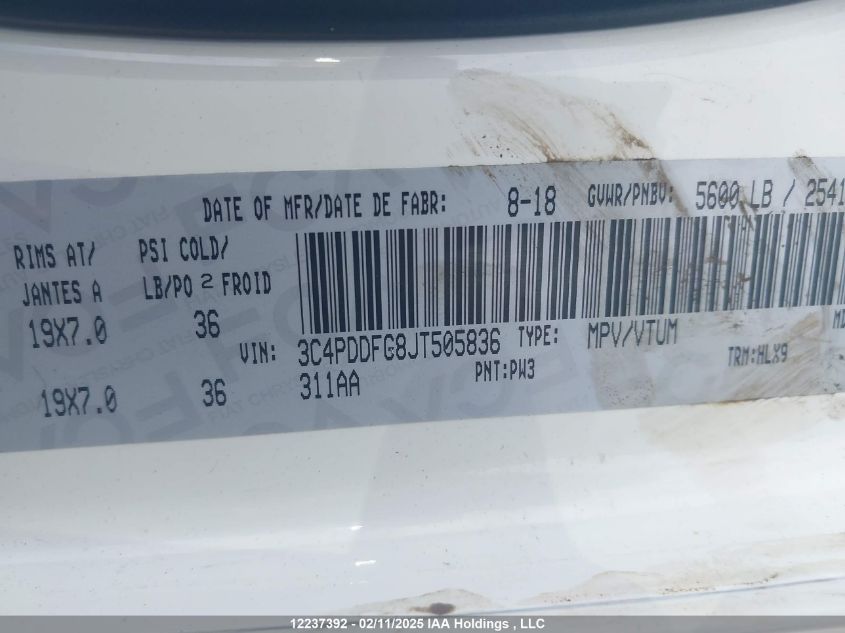 DATE OF MFR/DATE DE FABR: 8-18 GVWR/PNBV: 5600 LB / 2541
RIMS AT/ PSI COLD/
JANTES A LB/PO 2 FROID
19X7.0 36
VIN: 3C4PDDFG8JT505836 TYPE: MPV/VTUM MD
19X7.0 36 311AA PNT:PW3 TRM:HLX9
12237392 - 02/11/2025 IAA Holdings , LLC